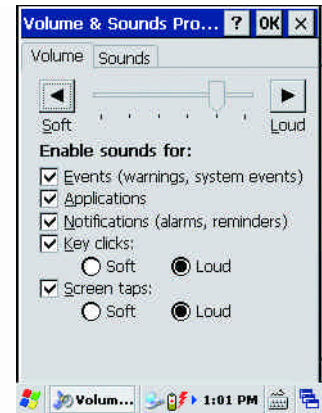 Volume & Sounds Pro... ? OK ×
Volume Sounds
Soft Loud
Enable sounds for:
Events (warnings, system events)
Applications
Notifications (alarms, reminders)
Key clicks:
Soft Loud
Screen taps:
Soft Loud
Volum... 1:01 PM